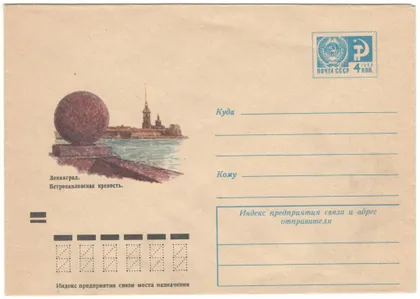 ПОЧТА СССР
4 КОП.
Куда
Ленинград.
Петропавловская крепость.
Кому
Индекс предприятия связи и адрес
отправителя
Индекс предприятия связи места назначения